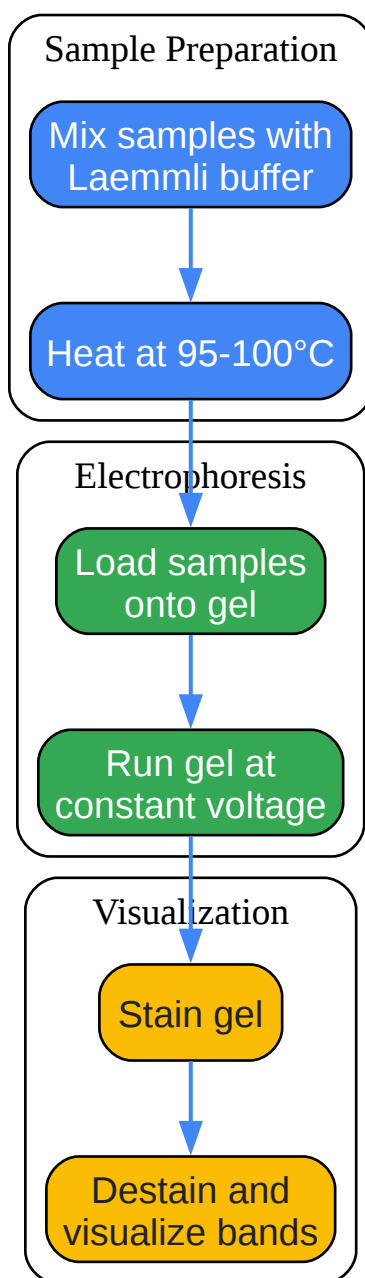 Sample Preparation
Mix samples with
Laemmli buffer
Heat at 95-100°C
Electrophoresis
Load samples
onto gel
Run gel at
constant voltage
Visualization
Stain gel
Destain and
visualize bands